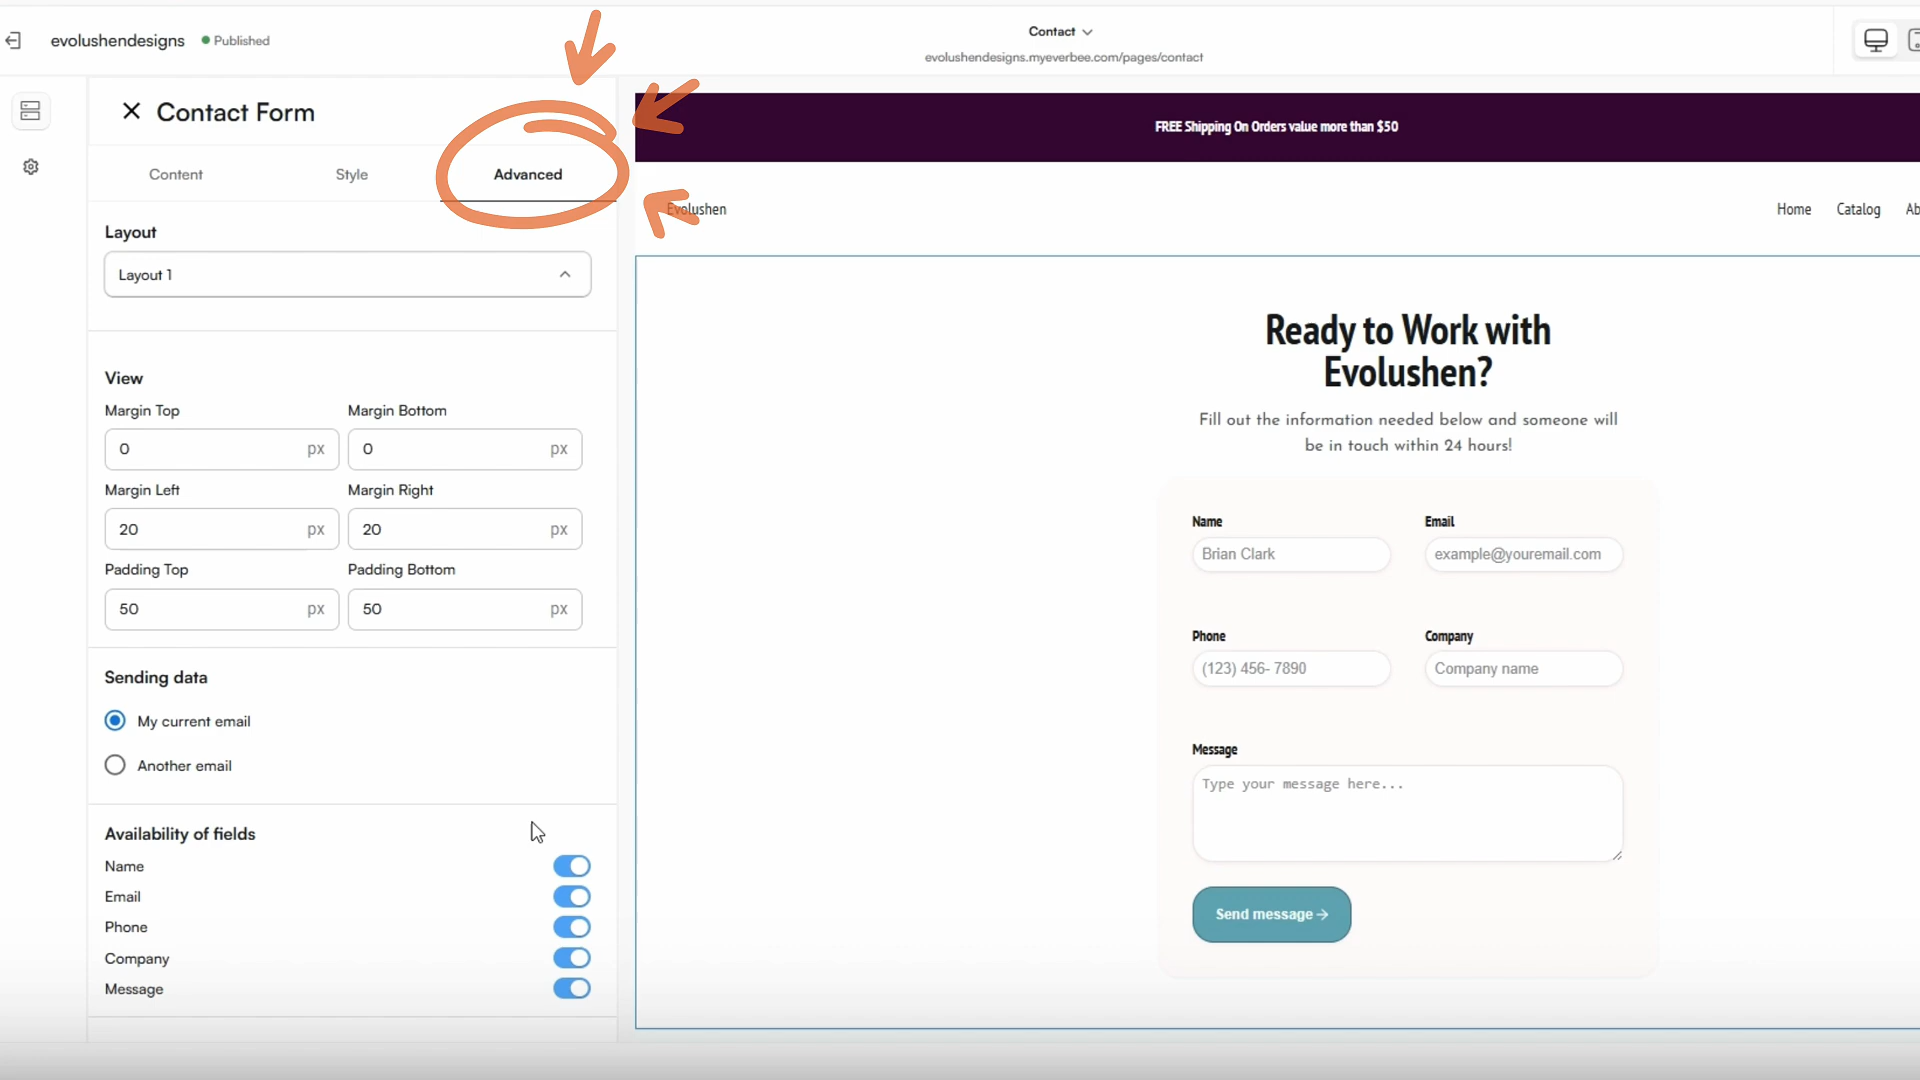 evolushendesigns
Published
Contact
evolushendesigns.myeverbee.com/pages/contact
Contact Form
Content
Style
Advanced
Layout
Layout 1
View
Margin Top
Margin Bottom
0 px
0 px
Margin Left
Margin Right
20 px
20 px
Padding Top
Padding Bottom
50 px
50 px
Sending data
My current email
Another email
Availability of fields
Name
Email
Phone
Company
Message
FREE Shipping On Orders value more than $50
Evolushen
Home
Catalog
Ab
Ready to Work with
Evolushen?
Fill out the information needed below and someone will
be in touch within 24 hours!
Name
Email
Brian Clark
example@youremail.com
Phone
Company
(123) 456- 7890
Company name
Message
Type your message here...
Send message